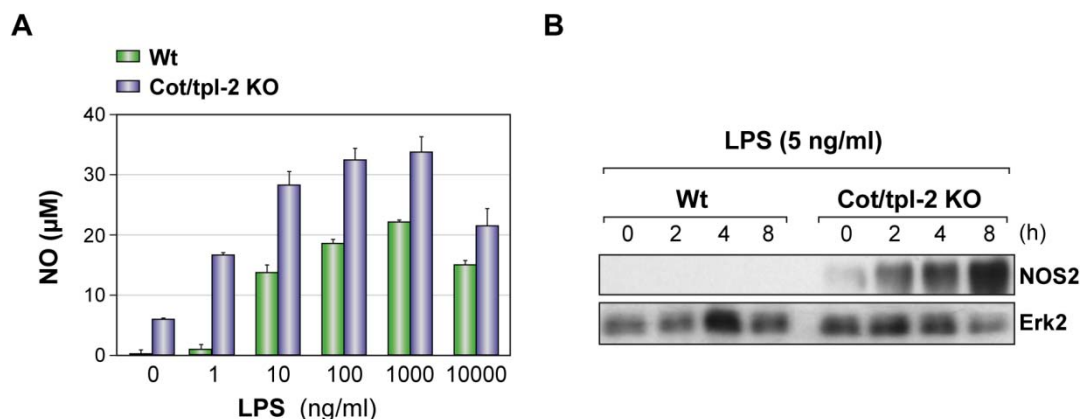 A
Wt
Cot/tpl-2 KO
40
30
20
10
0
NO (µM)
0 1 10 100 1000 10000
LPS (ng/ml)
B
LPS (5 ng/ml)
Wt Cot/tpl-2 KO
0 2 4 8 0 2 4 8 (h)
NOS2
Erk2